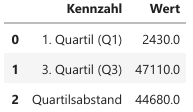 Kennzahl Wert
0 1. Quartil (Q1) 2430.0
1 3. Quartil (Q3) 47110.0
2 Quartilsabstand 44680.0